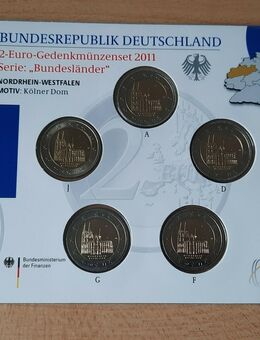 BUNDESREPUBLIK DEUTSCHLAND
2-Euro-Gedenkmünzenset 2011
Serie: „Bundesländer"
NORDRHEIN-WESTFALEN
MOTIV: Kölner Dom
A
J
D
G
F
Bundesministerium
der Finanzen